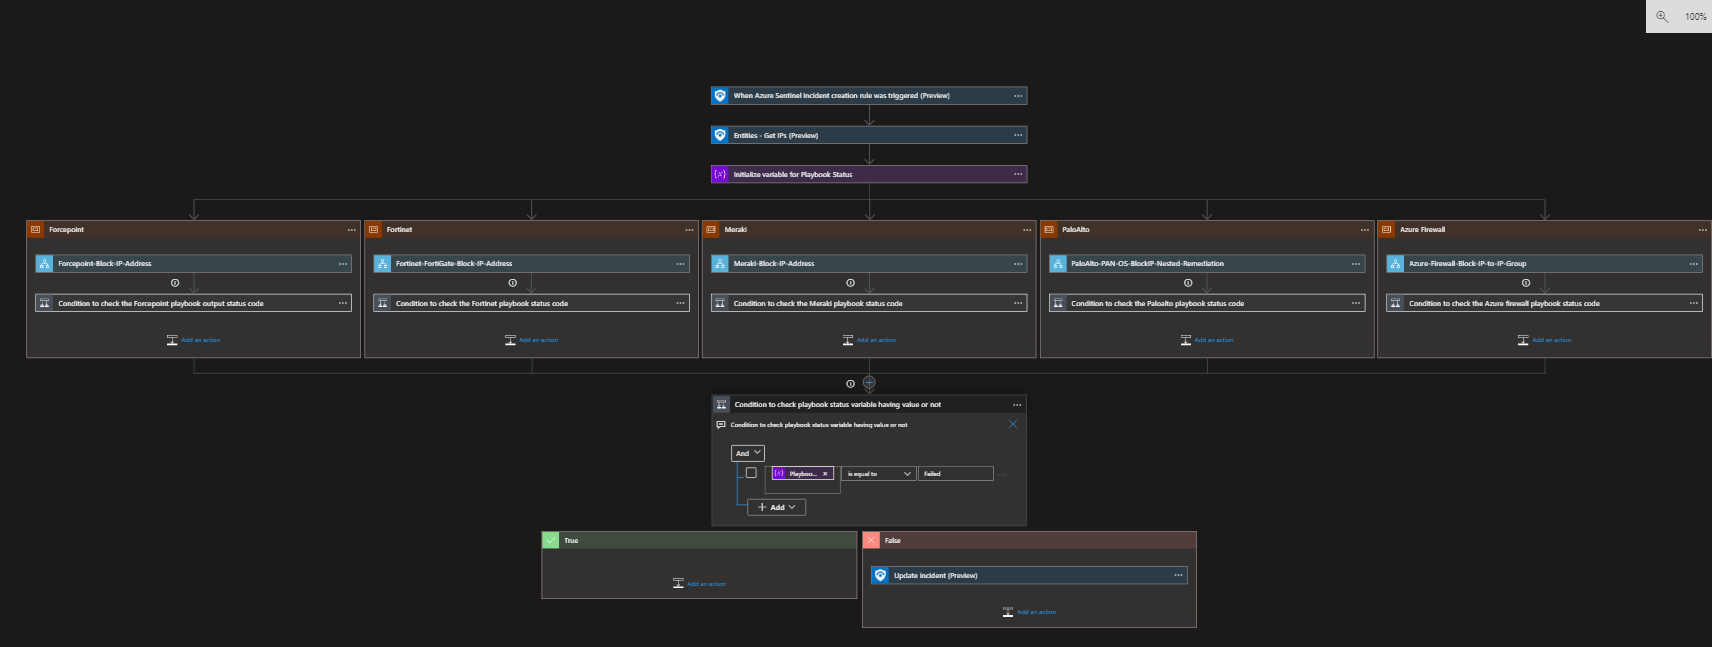 100%
When Azure Sentinel incident creation rule was triggered (Preview)
Entities - Get IPs (Preview)
Initialize variable for Playbook Status
Forcepoint
Fortinet
Meraki
PaloAlto
Azure Firewall
Forcepoint-Block-IP-Address
Fortinet-FortiGate-Block-IP-Address
Meraki-Block-IP-Address
PaloAlto-PAN-OS-BlockIP-Nested-Remediation
Azure-Firewall-Block-IP-to-IP-Group
Condition to check the Forcepoint playbook output status code
Condition to check the Fortinet playbook status code
Condition to check the Meraki playbook status code
Condition to check the Paloalto playbook status code
Condition to check the Azure firewall playbook status code
Add an action
Add an action
Add an action
Add an action
Add an action
Condition to check playbook status variable having value or not
Condition to check playbook status variable having value or not
And
Playboo...
is equal to
Failed
Add
True
False
Update incident (Preview)
Add an action
Add an action